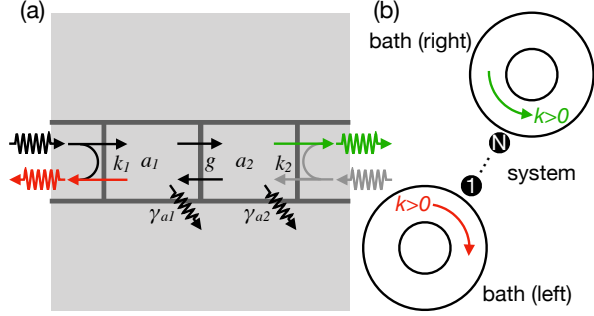 (a)
k₁ a₁ g a₂ k₂
γₐ₁ γₐ₂
(b)
bath (right)
k>0
N
system
1
k>0
bath (left)